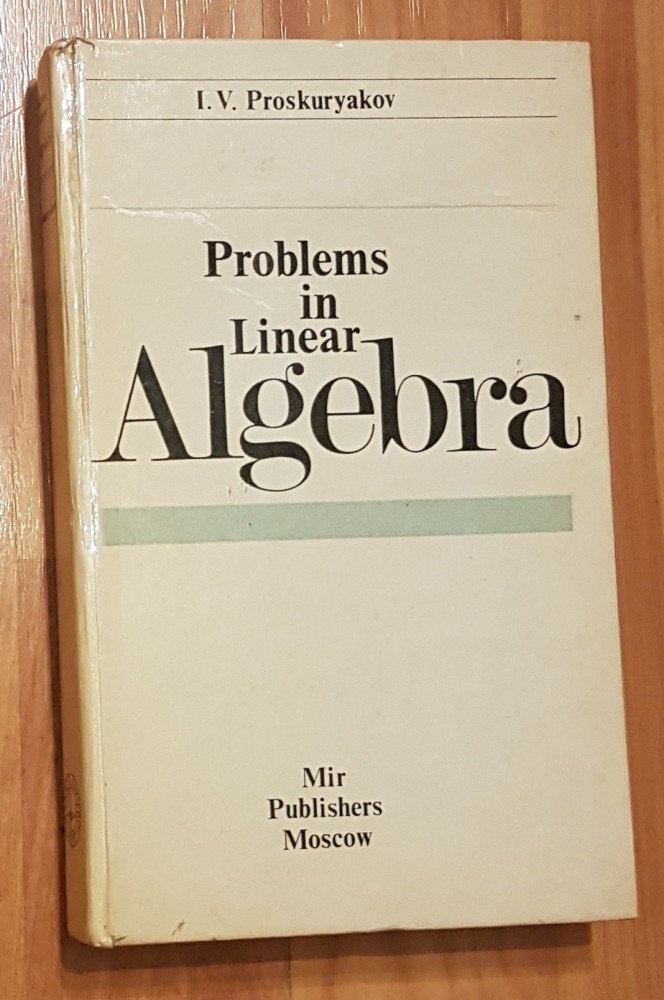 I. V. Proskuryakov
Problems
in
Linear
Algebra
Mir
Publishers
Moscow